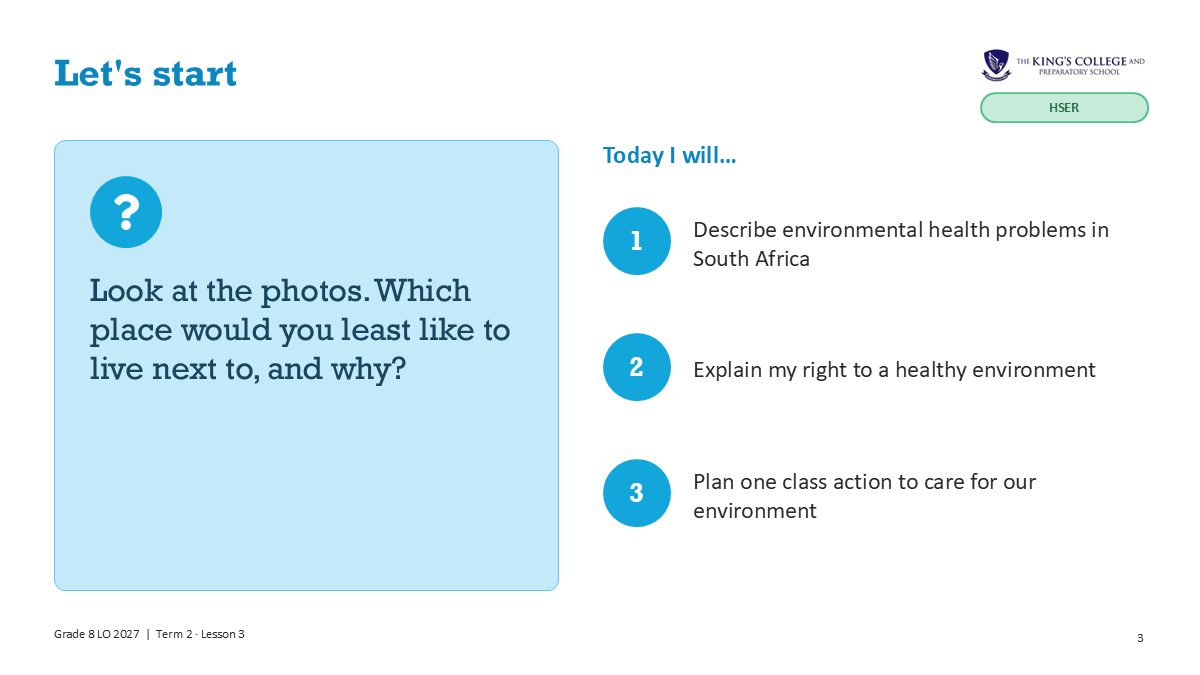 Let's start
THE KING'S COLLEGE AND
PREPARATORY SCHOOL
HSER
?
Look at the photos. Which
place would you least like to
live next to, and why?
Today I will...
1
Describe environmental health problems in
South Africa
2
Explain my right to a healthy environment
3
Plan one class action to care for our
environment
Grade 8 LO 2027 | Term 2 · Lesson 3
3